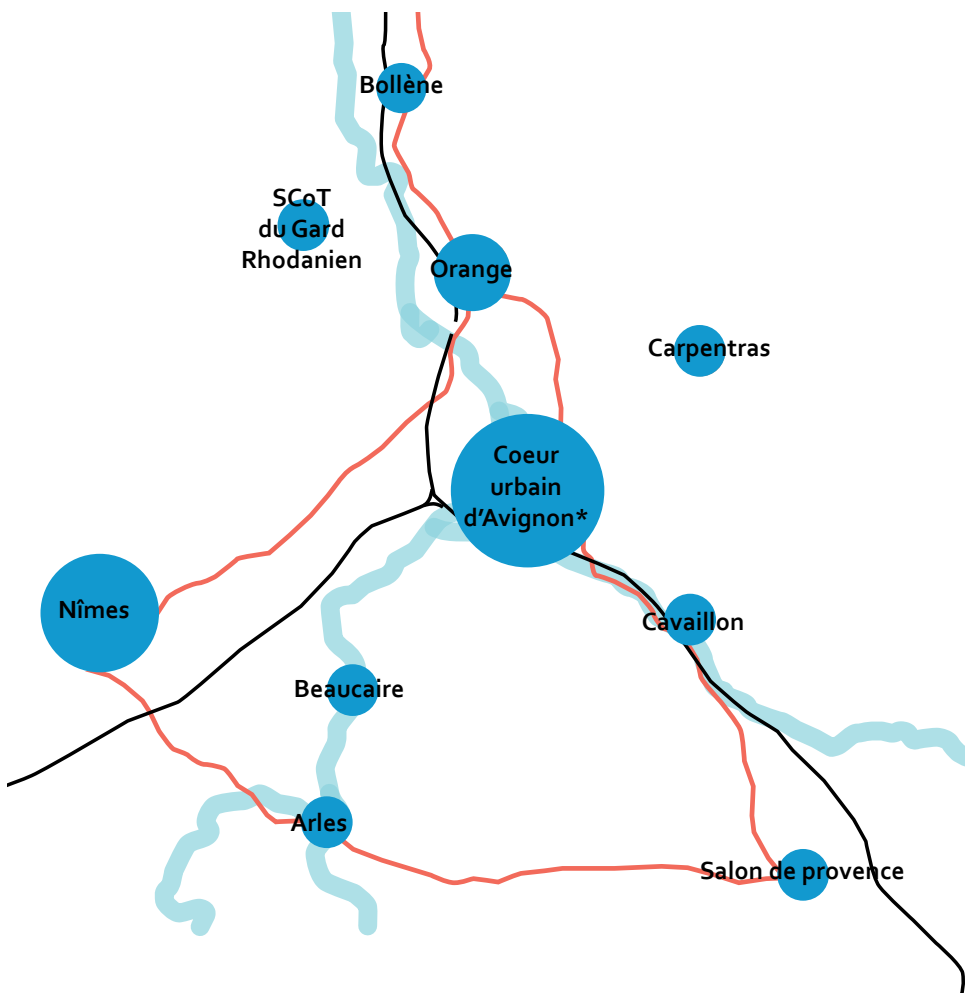 Bollène
SCoT
du Gard
Rhodanien
Orange
Carpentras
Coeur
urbain
d'Avignon*
Nîmes
Cavaillon
Beaucaire
Arles
Salon de provence